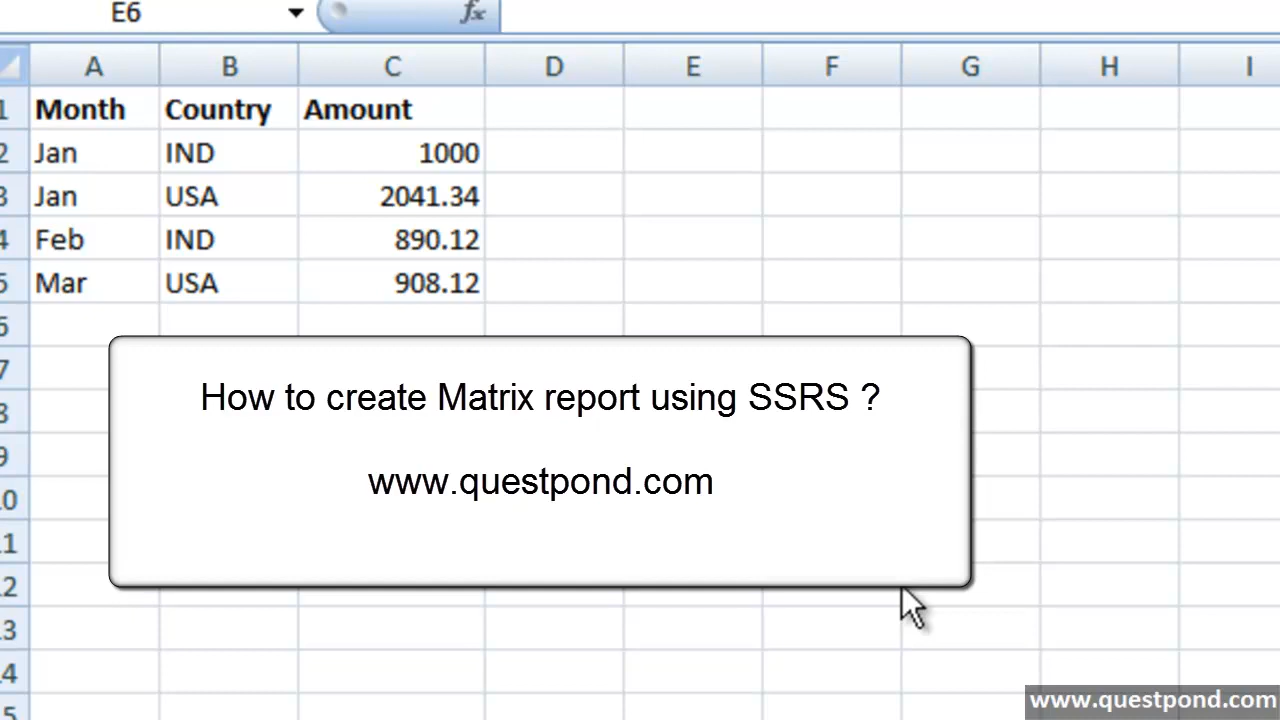 E6 fx
A B C D E F G H I
1 Month Country Amount
2 Jan IND 1000
3 Jan USA 2041.34
4 Feb IND 890.12
5 Mar USA 908.12
6
7
8
How to create Matrix report using SSRS ?
9
www.questpond.com
10
11
12
13
14
15
www.questpond.com